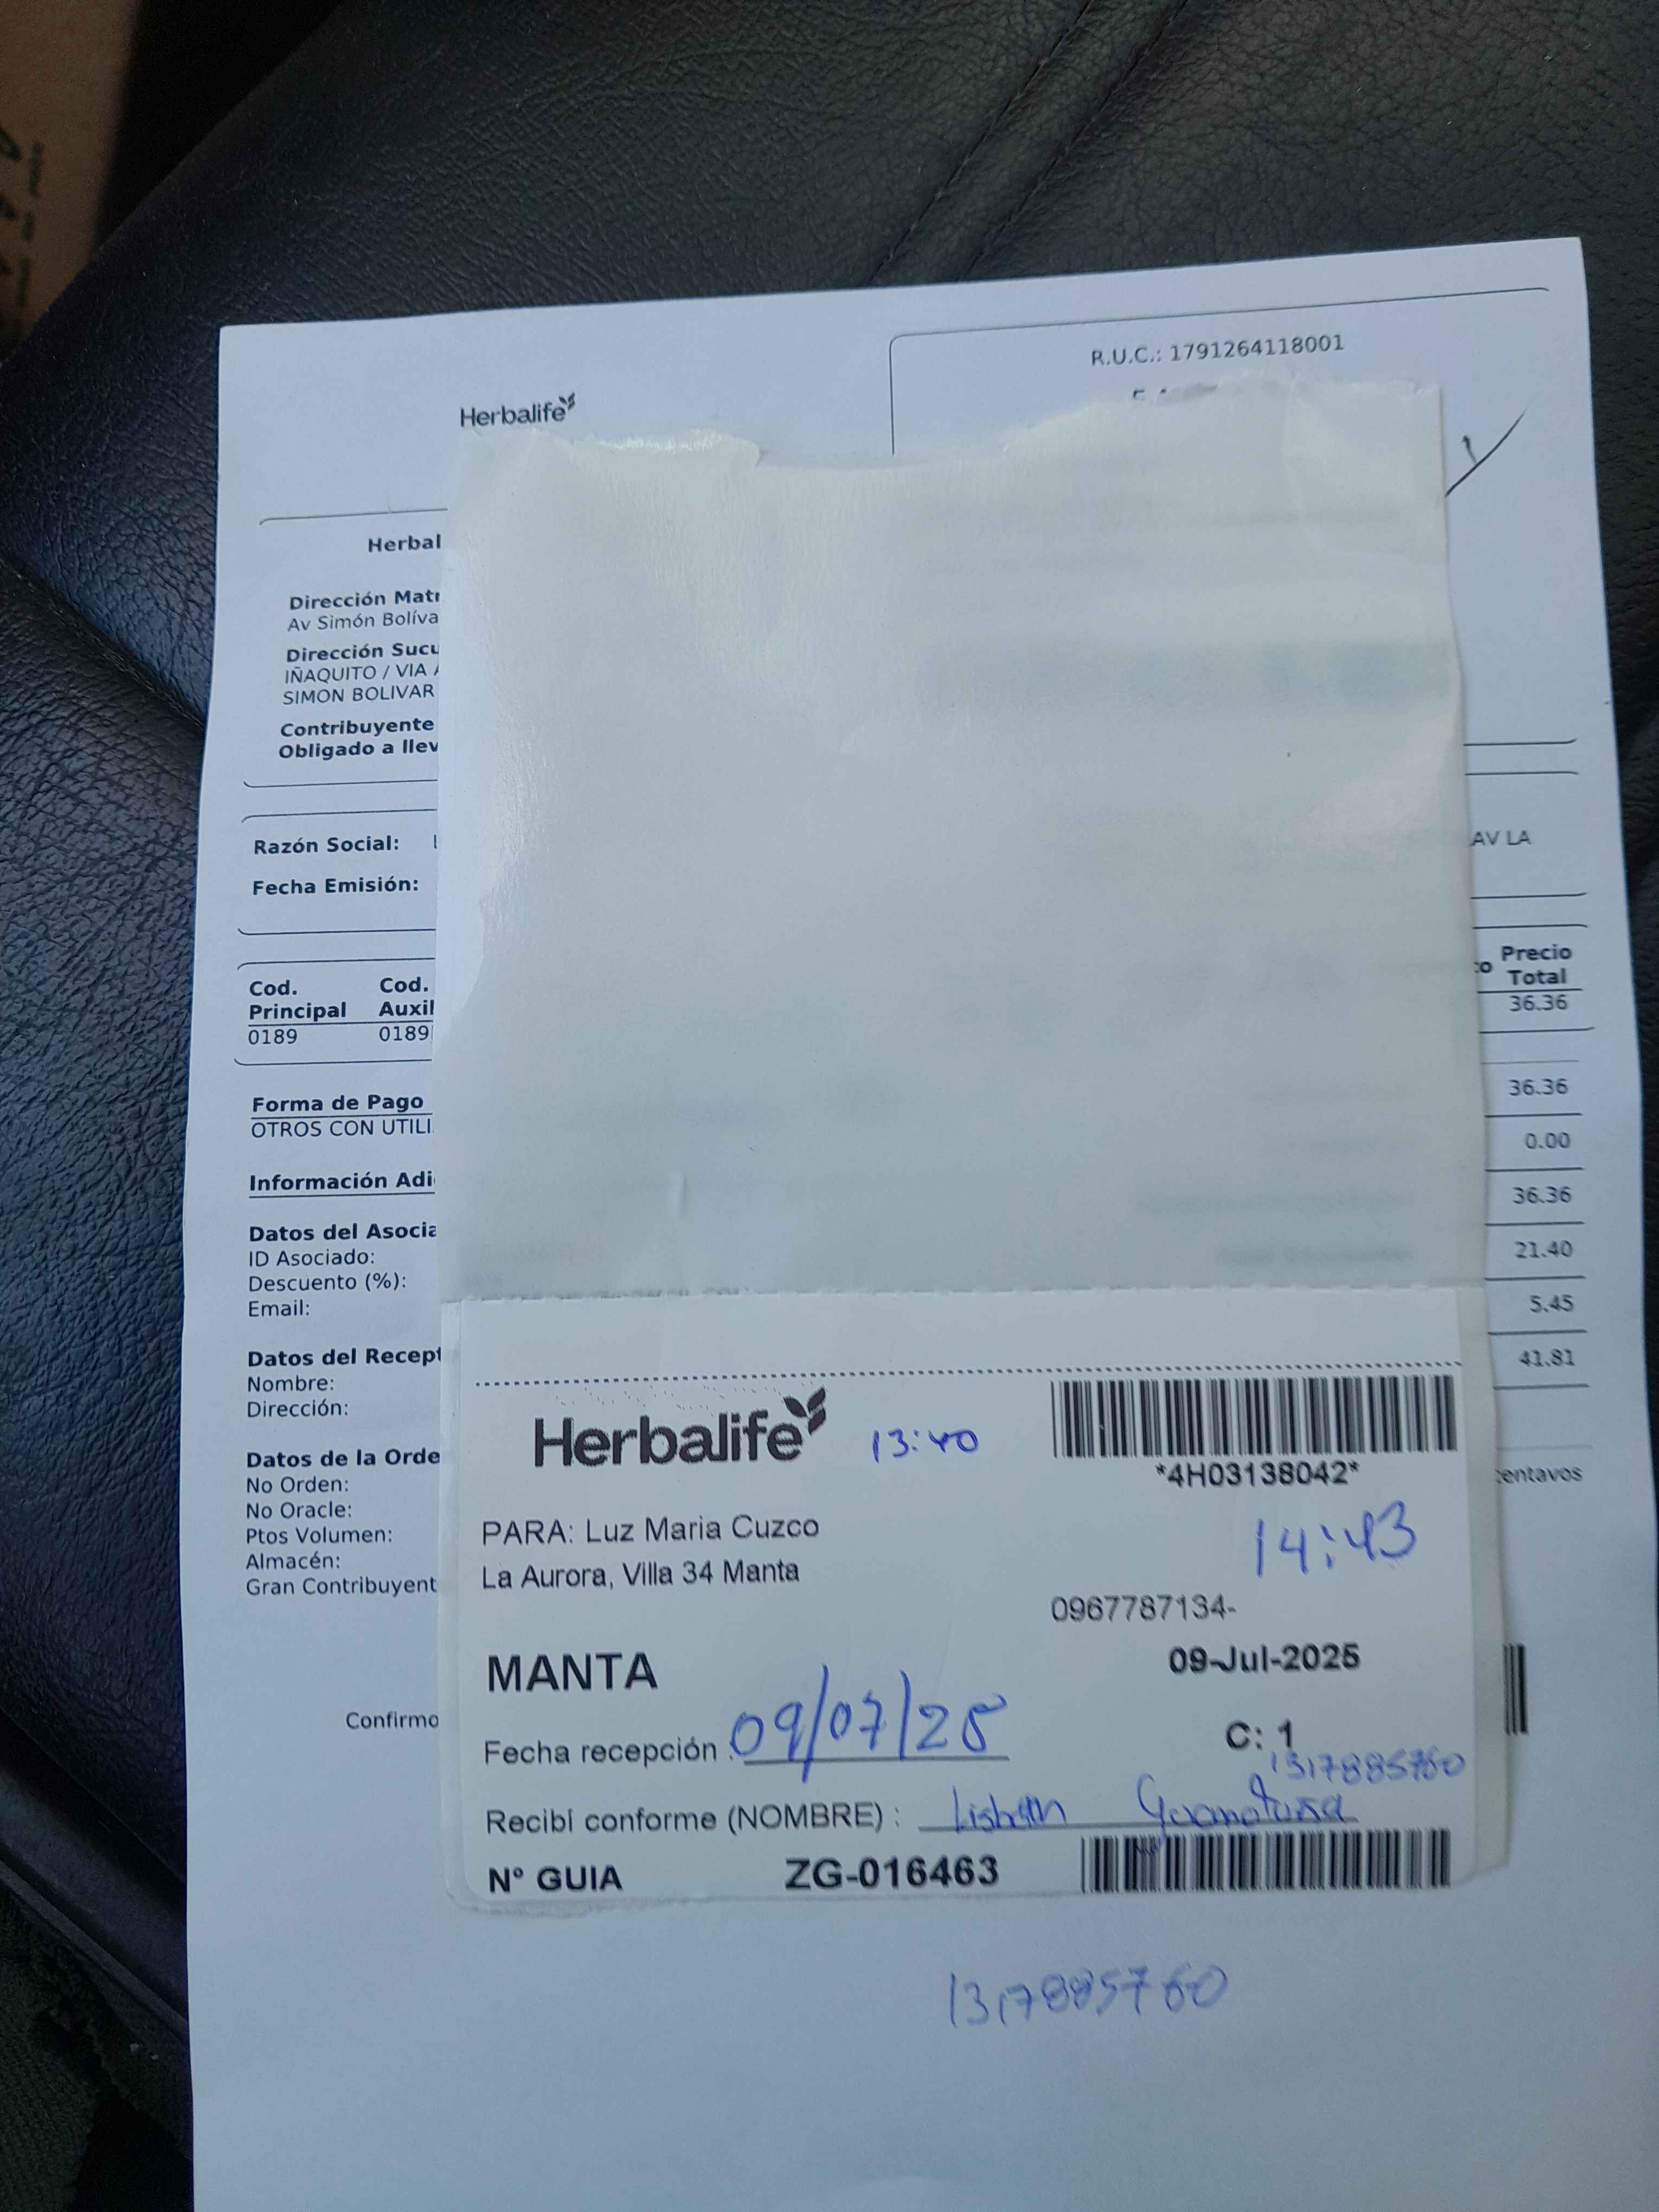 R.U.C.: 1791264118001
Herbalife
Herbal
Dirección Matr
Av Simón Bolíva
Dirección Sucu
IÑAQUITO / VIA
SIMON BOLIVAR
Contribuyente
Obligado a llev
Razón Social:
AV LA
Fecha Emisión:
Cod. Principal Cod. Auxil Precio Total
0189 0189 36.36
Forma de Pago 36.36
OTROS CON UTILI 0.00
Información Adi 36.36
Datos del Asocia 21.40
ID Asociado:
Descuento (%):
Email: 5.45
Datos del Recept 41.81
Nombre:
Dirección:
Datos de la Orde
No Orden: centavos
No Oracle:
Ptos Volumen:
Almacén:
Gran Contribuyent
Confirmo
Herbalife 13:40
*4H03138042*
PARA: Luz Maria Cuzco 14:43
La Aurora, Villa 34 Manta
0967787134-
MANTA 09-Jul-2025
Fecha recepción : 09/07/25 C: 1
1317885760
Recibí conforme (NOMBRE) :
Nº GUIA ZG-016463
1317885760